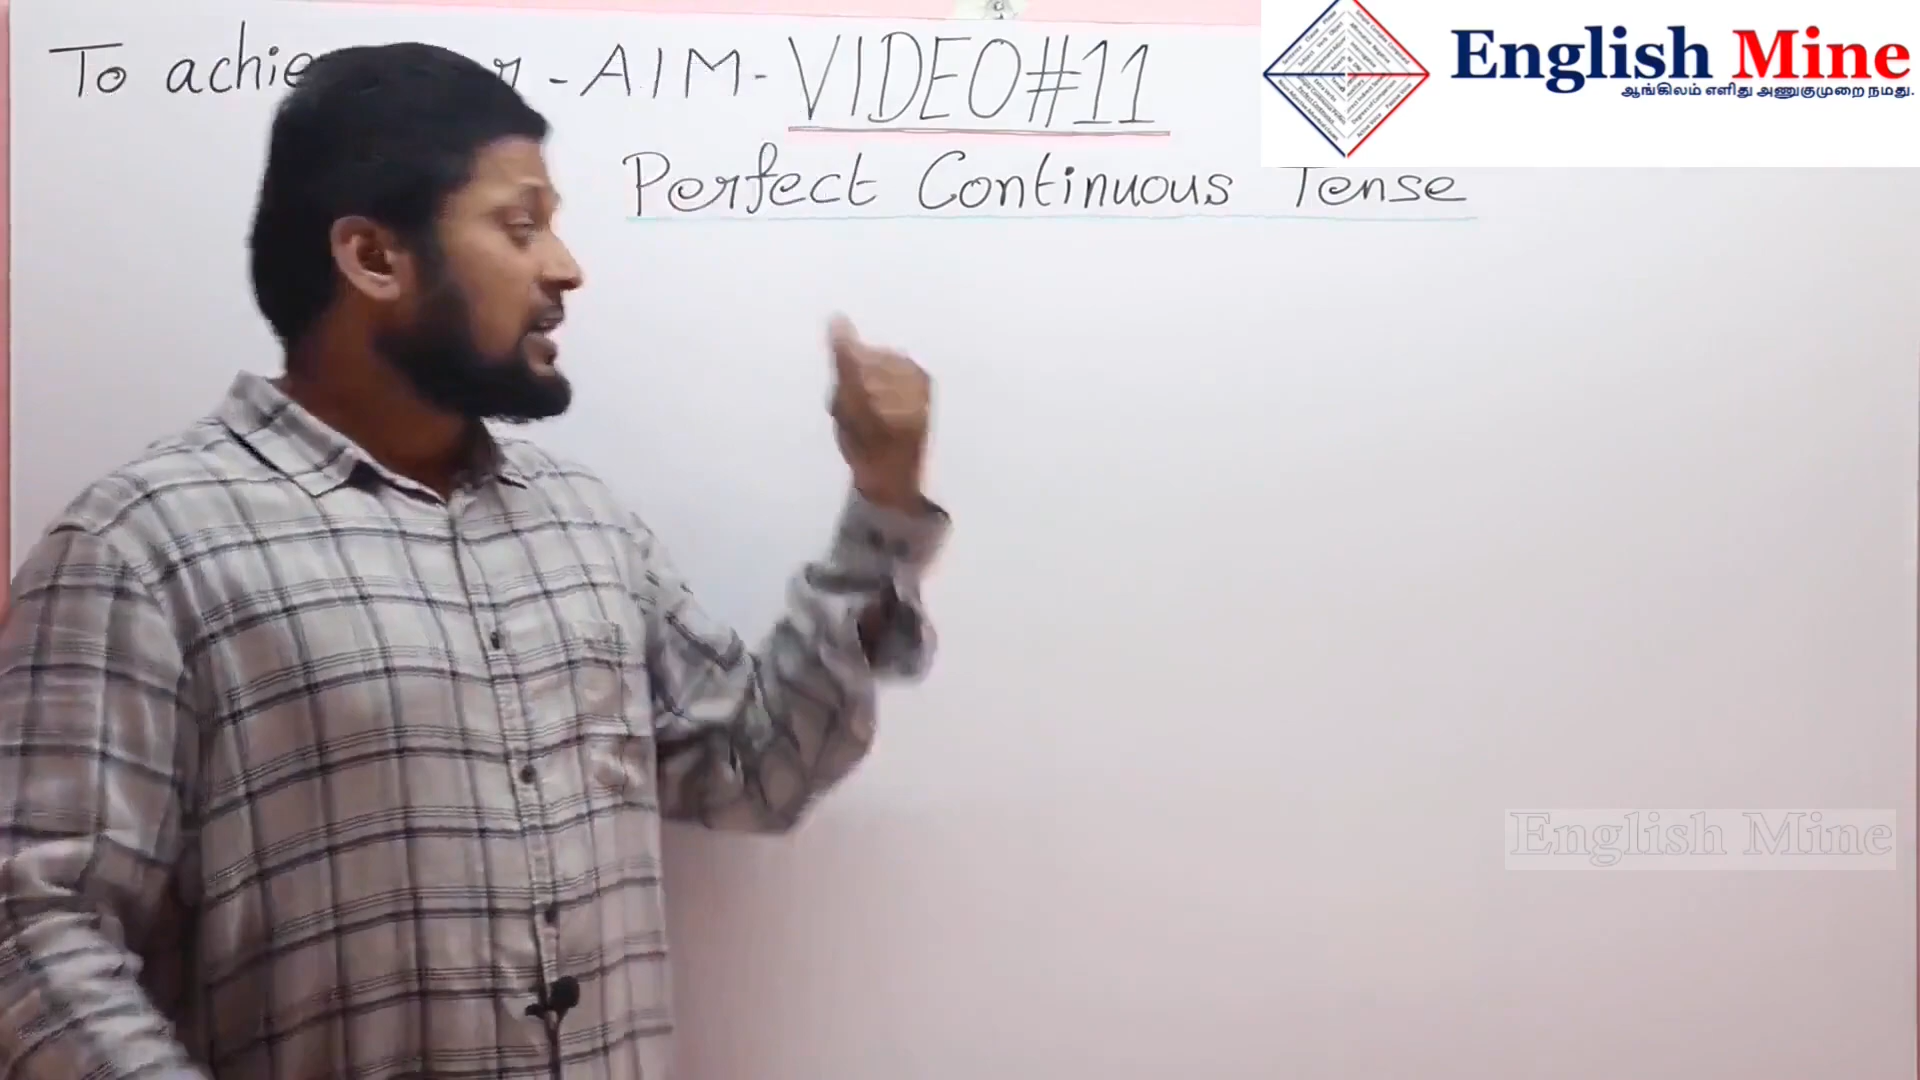 To achie r - AIM - VIDEO#11
Perfect Continuous Tense
English Mine
ஆங்கிலம் எளிது அணுகுமுறை நமது.
English Mine